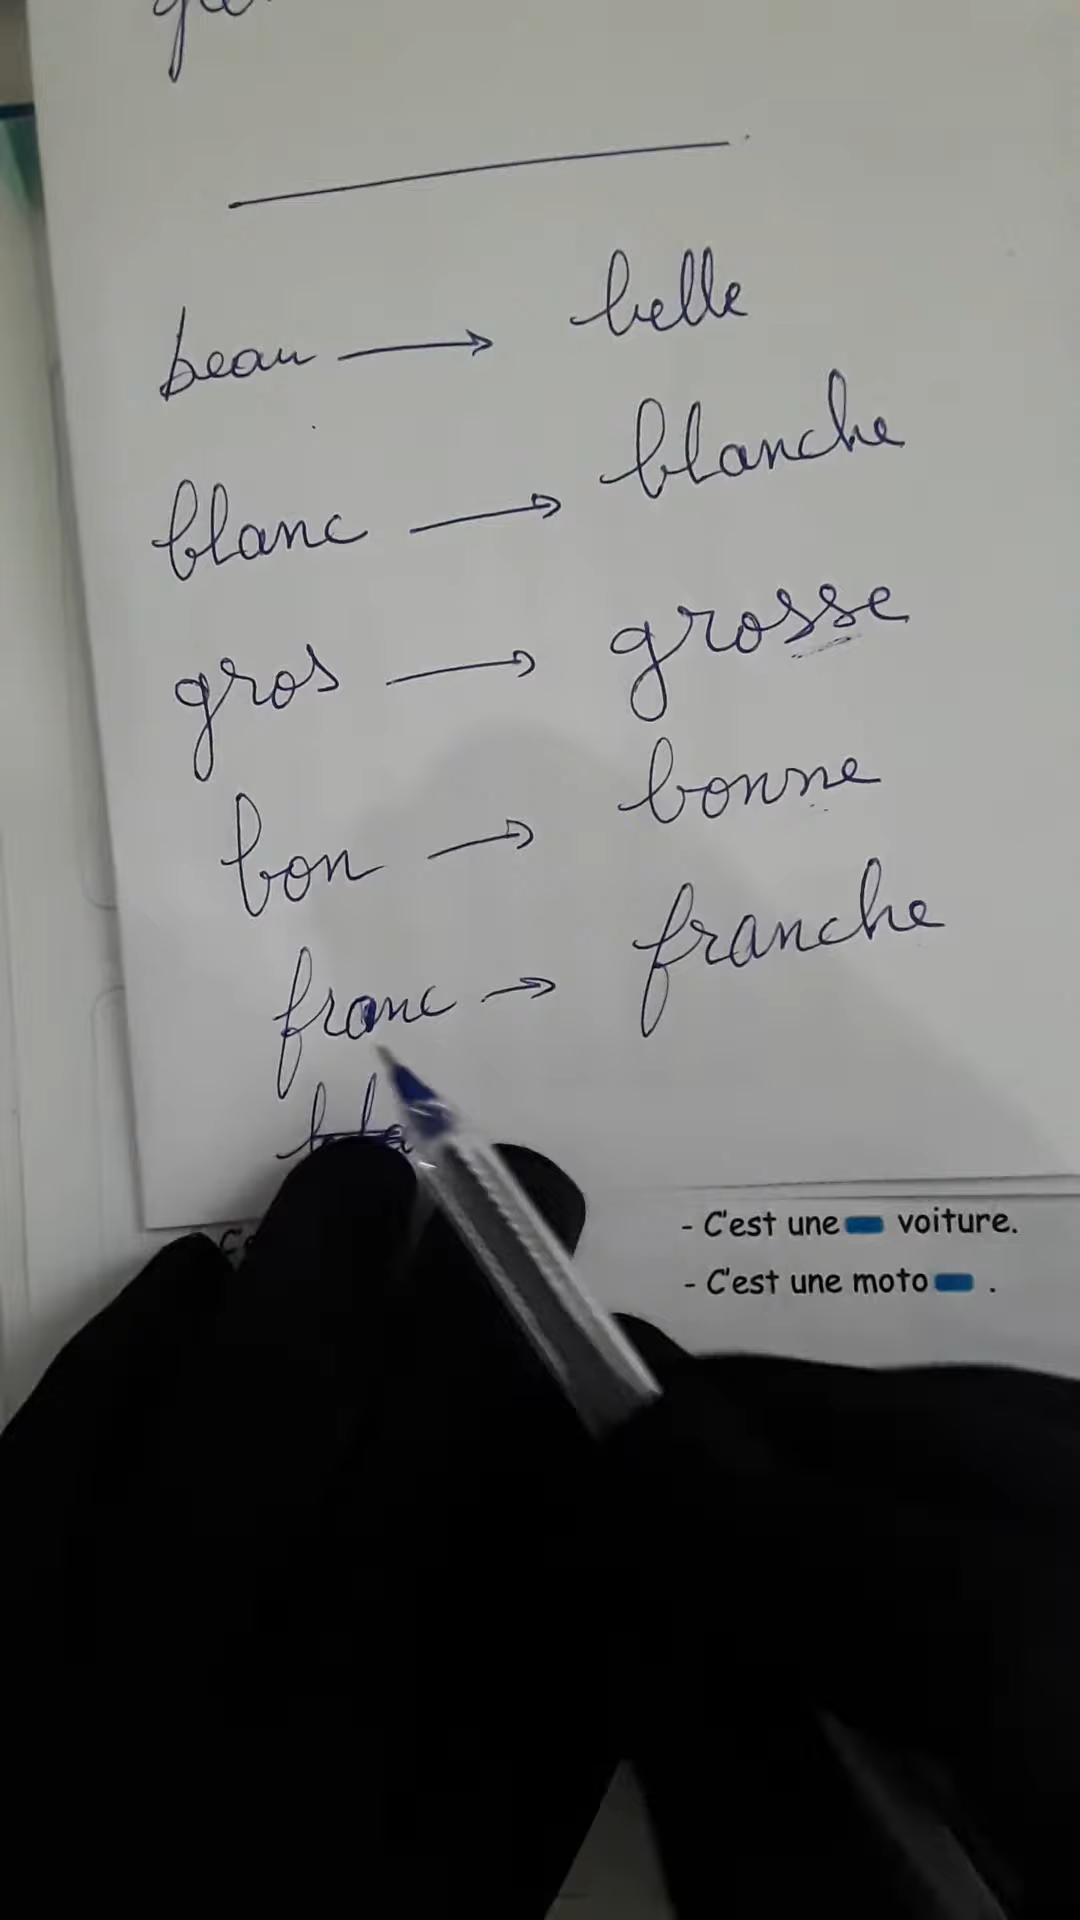 beau → belle
blanc → blanche
gros → grosse
bon → bonne
franc → franche
- C'est une voiture.
- C'est une moto .